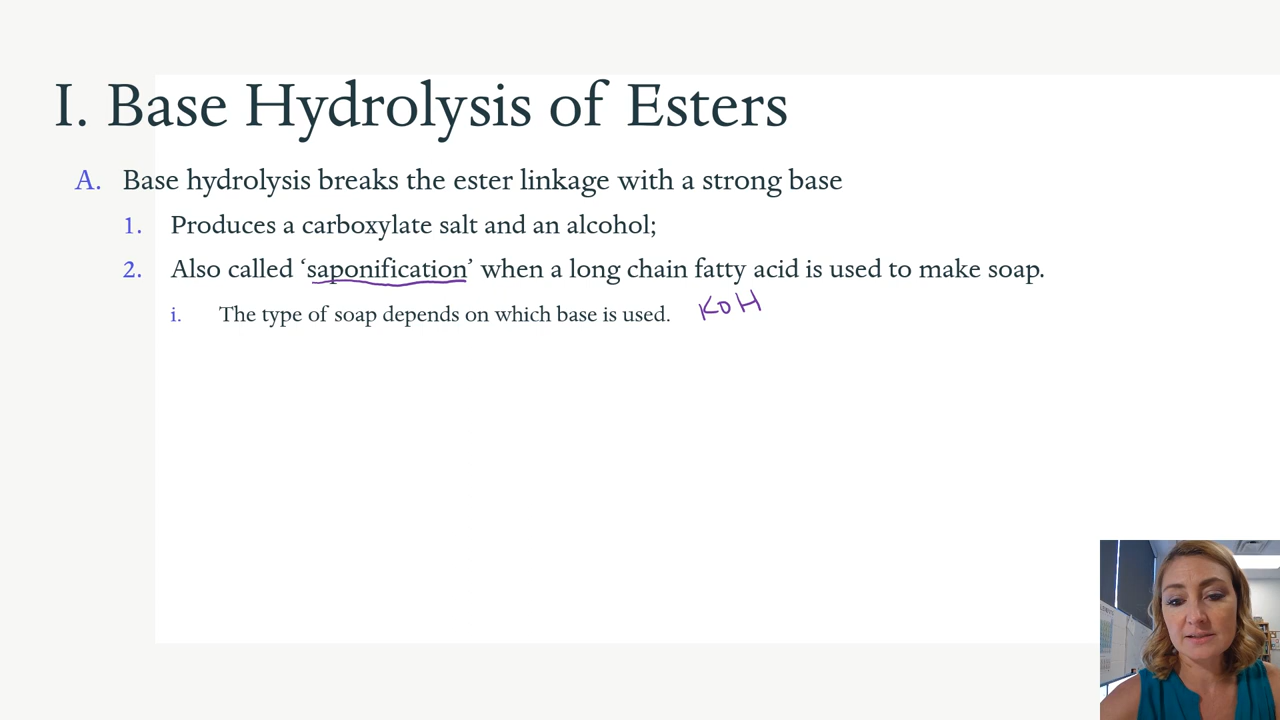 I. Base Hydrolysis of Esters
A. Base hydrolysis breaks the ester linkage with a strong base
1. Produces a carboxylate salt and an alcohol;
2. Also called ‘saponification’ when a long chain fatty acid is used to make soap.
i. The type of soap depends on which base is used. KOH